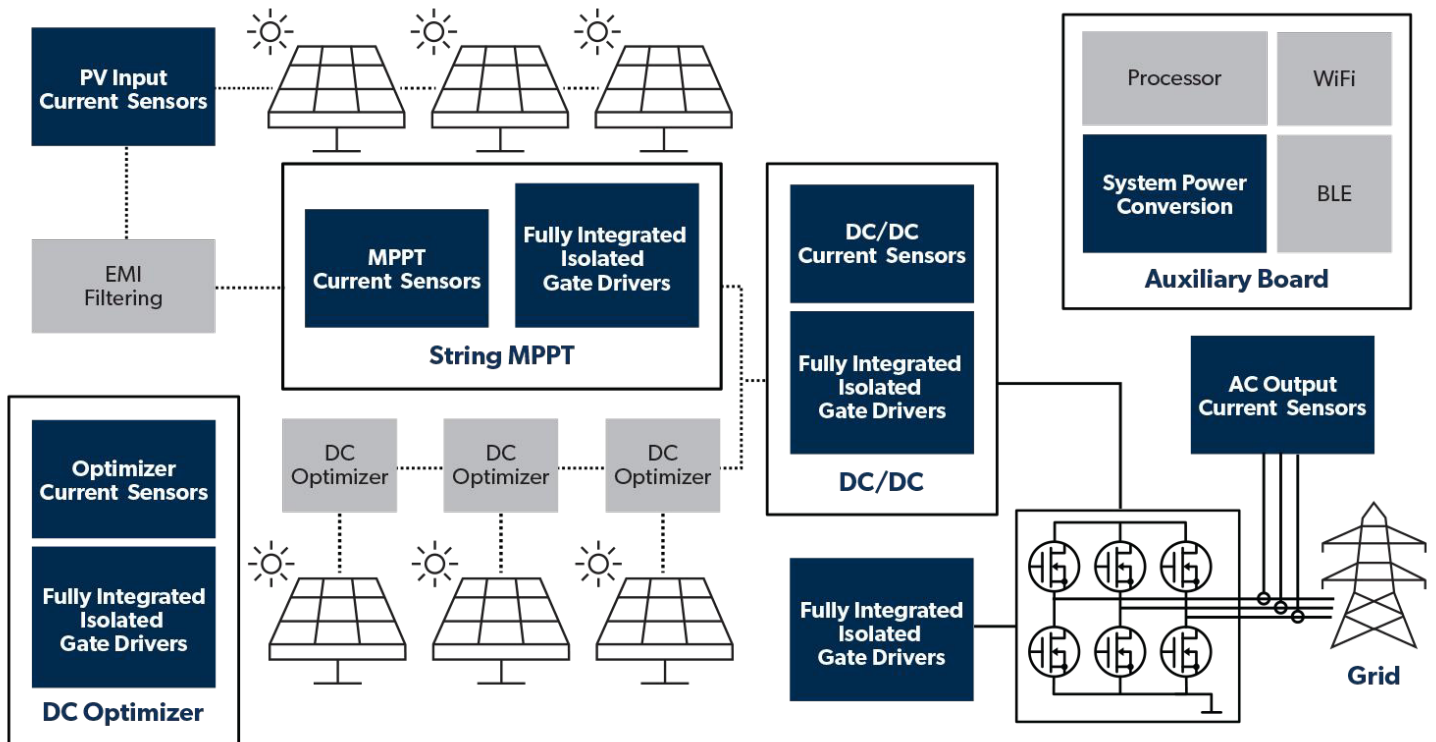 PV Input
Current Sensors
EMI
Filtering
MPPT
Current Sensors
Fully Integrated
Isolated
Gate Drivers
String MPPT
DC/DC
Current Sensors
Fully Integrated
Isolated
Gate Drivers
DC/DC
Processor
WiFi
System Power
Conversion
BLE
Auxiliary Board
AC Output
Current Sensors
Optimizer
Current Sensors
Fully Integrated
Isolated
Gate Drivers
DC Optimizer
DC
Optimizer
DC
Optimizer
DC
Optimizer
Fully Integrated
Isolated
Gate Drivers
Grid